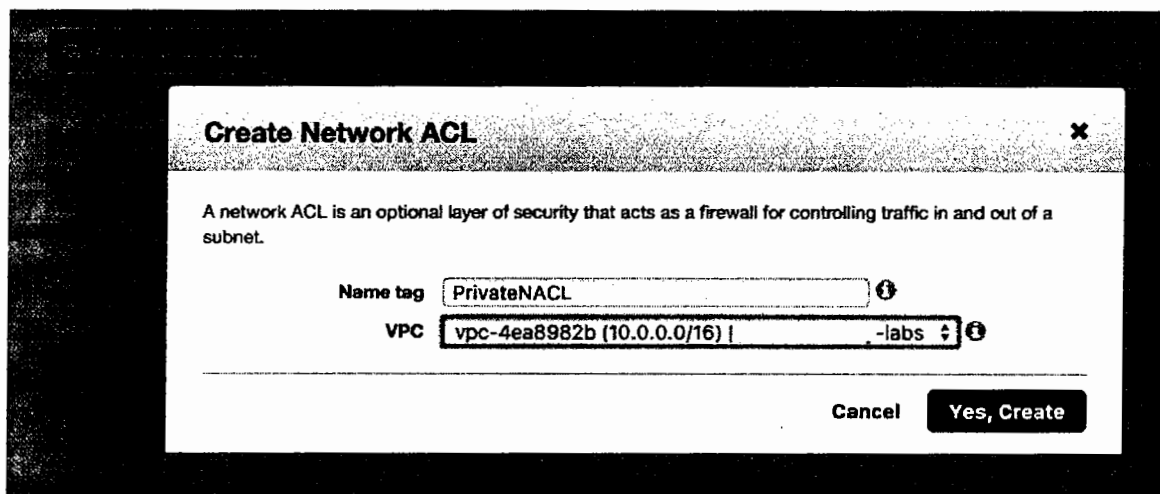 Create Network ACL
A network ACL is an optional layer of security that acts as a firewall for controlling traffic in and out of a
subnet.
Name tag PrivateNACL
VPC vpc-4ea8982b (10.0.0.0/16) | -labs
Cancel Yes, Create